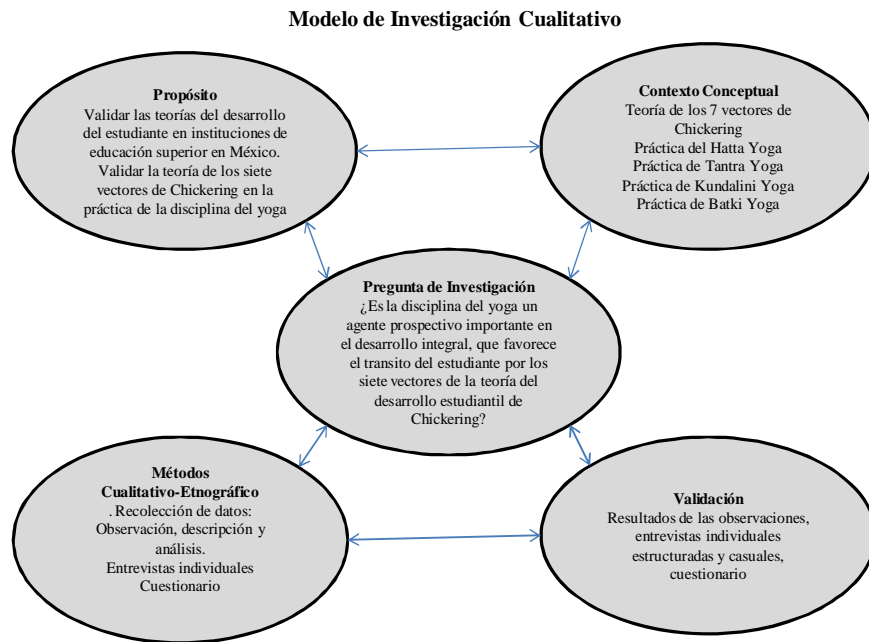 Modelo de Investigación Cualitativo
Propósito
Validar las teorías del desarrollo
del estudiante en instituciones de
educación superior en México.
Validar la teoría de los siete
vectores de Chickering en la
práctica de la disciplina del yoga
Contexto Conceptual
Teoría de los 7 vectores de
Chickering
Práctica del Hatta Yoga
Práctica de Tantra Yoga
Práctica de Kundalini Yoga
Práctica de Batki Yoga
Pregunta de Investigación
¿Es la disciplina del yoga un
agente prospectivo importante en
el desarrollo integral, que favorece
el transito del estudiante por los
siete vectores de la teoría del
desarrollo estudiantil de
Chickering?
Métodos
Cualitativo-Etnográfico
. Recolección de datos:
Observación, descripción y
análisis.
Entrevistas individuales
Cuestionario
Validación
Resultados de las observaciones,
entrevistas individuales
estructuradas y casuales,
cuestionario